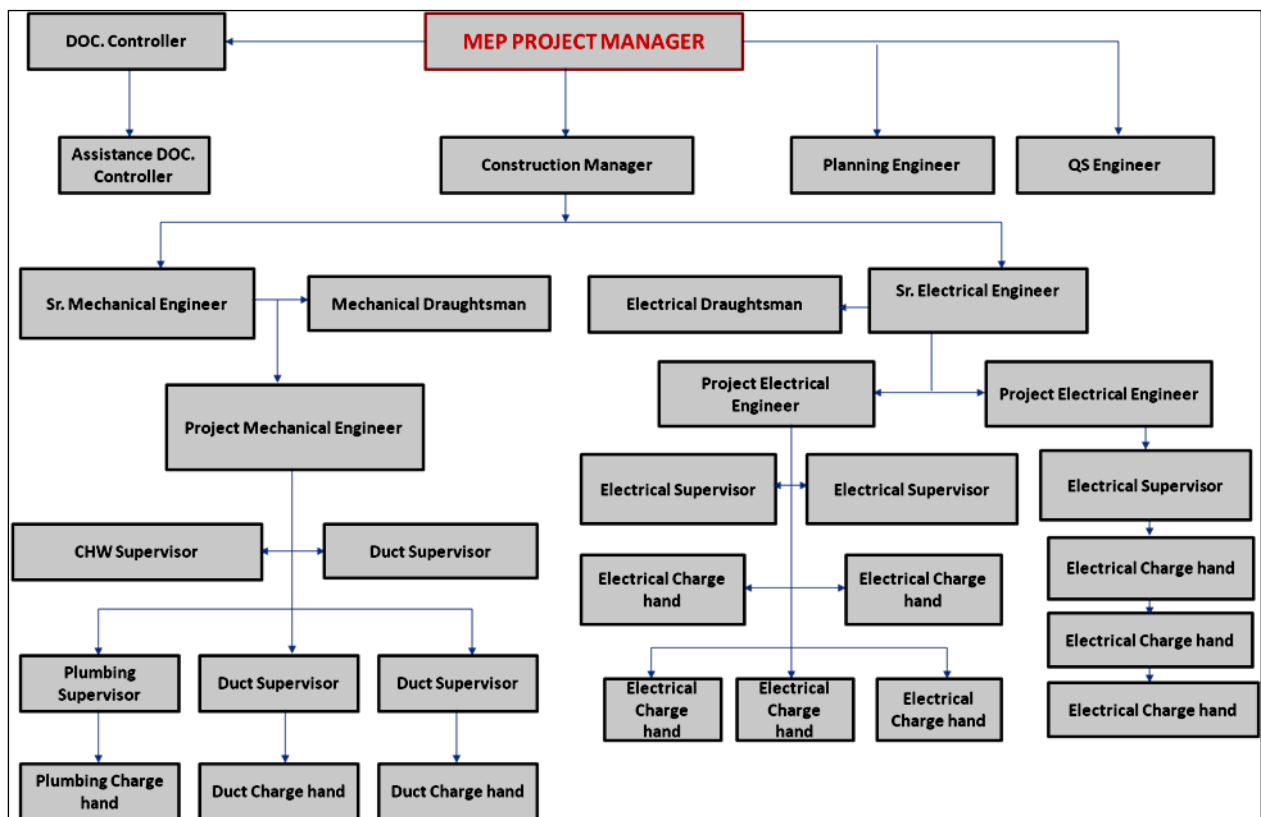 DOC. Controller
MEP PROJECT MANAGER
Assistance DOC.
Controller
Construction Manager
Planning Engineer
QS Engineer
Sr. Mechanical Engineer
Mechanical Draughtsman
Electrical Draughtsman
Sr. Electrical Engineer
Project Mechanical Engineer
Project Electrical
Engineer
Project Electrical Engineer
Electrical Supervisor
Electrical Supervisor
Electrical Supervisor
CHW Supervisor
Duct Supervisor
Electrical Charge
hand
Electrical Charge
hand
Electrical Charge hand
Electrical Charge hand
Plumbing
Supervisor
Duct Supervisor
Duct Supervisor
Electrical
Charge
hand
Electrical
Charge
hand
Electrical
Charge hand
Electrical Charge hand
Plumbing Charge
hand
Duct Charge hand
Duct Charge hand